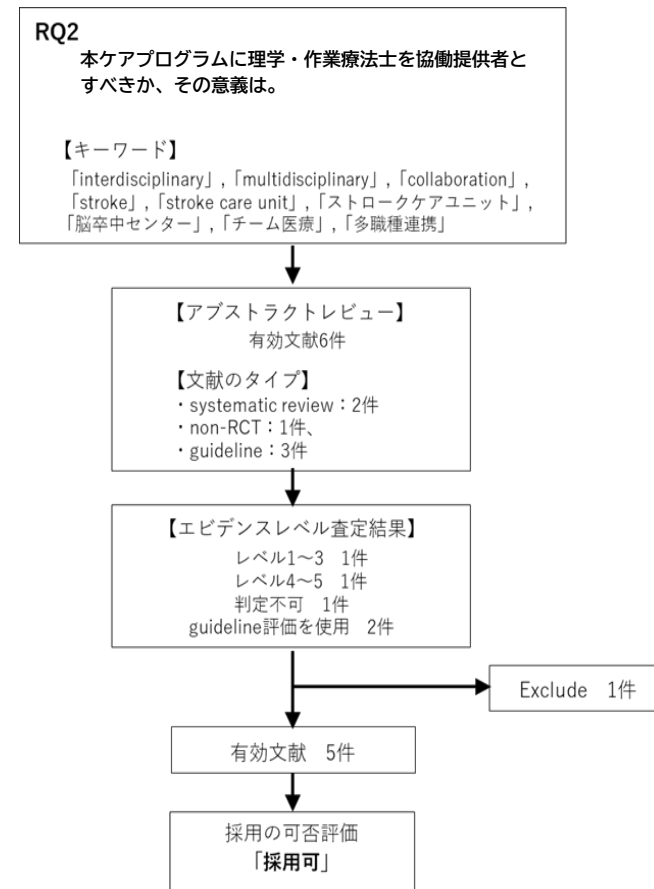 RQ2
本ケアプログラムに理学・作業療法士を協働提供者と
すべきか、その意義は。
【キーワード】
「interdisciplinary」,「multidisciplinary」,「collaboration」,
「stroke」,「stroke care unit」,「ストロークケアユニット」,
「脳卒中センター」,「チーム医療」,「多職種連携」
【アブストラクトレビュー】
有効文献6件
【文献のタイプ】
・systematic review：2件
・non-RCT：1件、
・guideline：3件
【エビデンスレベル査定結果】
レベル1～3　1件
レベル4～5　1件
判定不可　1件
guideline評価を使用　2件
Exclude　1件
有効文献　5件
採用の可否評価
「採用可」